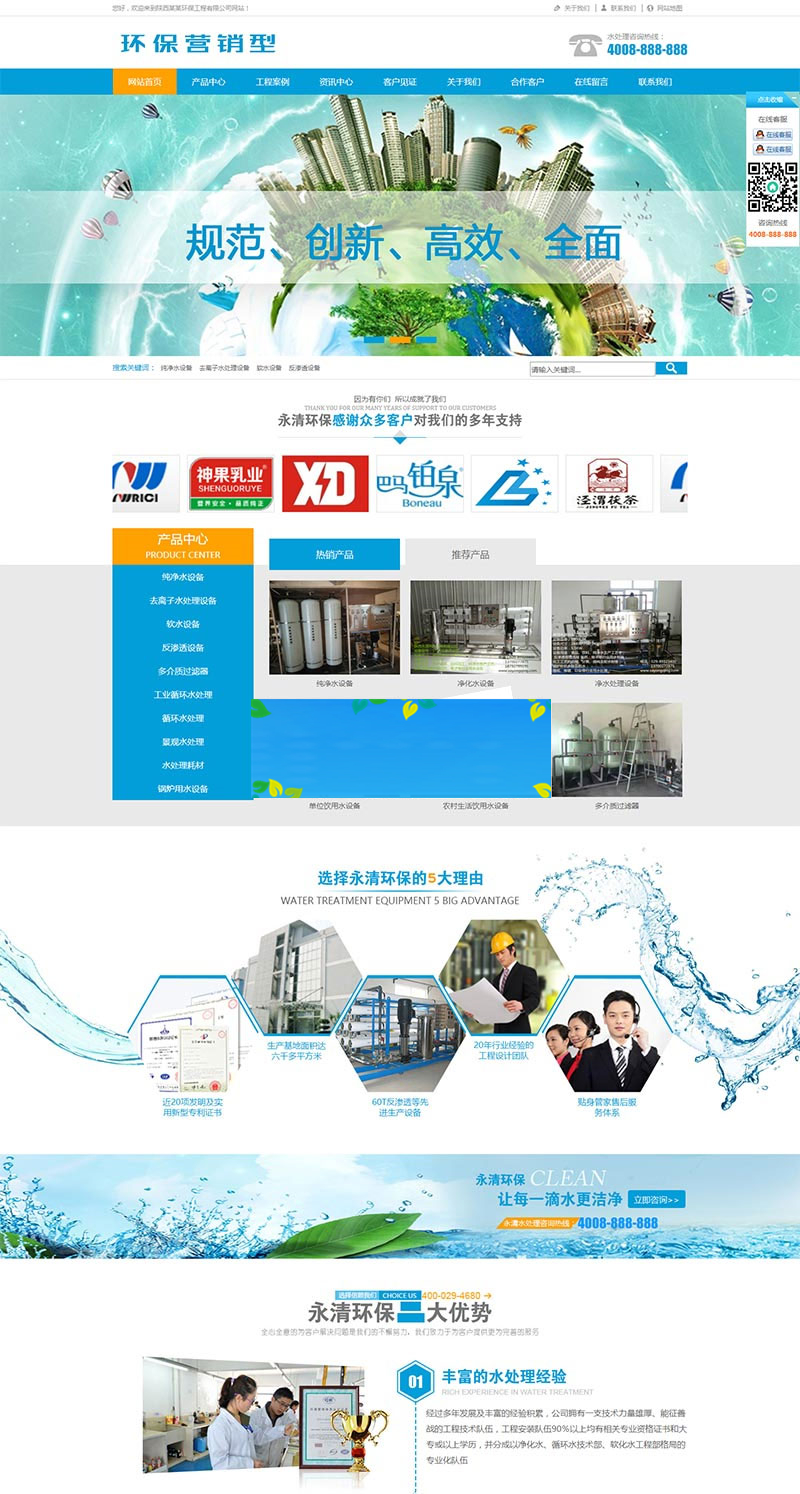 您好，欢迎来到陕西某某环保工程有限公司网站！
关于我们 | 联系我们 | 网站地图
环保营销型
水处理咨询热线：
4008-888-888
网站首页 产品中心 工程案例 资讯中心 客户见证 关于我们 合作客户 在线留言 联系我们
点击收缩
在线客服
在线客服
在线客服
咨询热线
4008-888-888
规范、创新、高效、全面
搜索关键词： 纯净水设备 去离子水处理设备 软水设备 反渗透设备
请输入关键词...
因为有你们 所以成就了我们
THANK YOU FOR OUR MANY YEARS OF SUPPORT TO OUR CUSTOMERS
永清环保感谢众多客户对我们的多年支持
NWRICI
神果乳业
SHENGUORUYE
营养安全·品质纯正
XD
巴马铂泉
Boneau
泾渭茯茶
JINGWEI FU TEA
产品中心
PRODUCT CENTER
热销产品
推荐产品
纯净水设备
去离子水处理设备
软水设备
反渗透设备
多介质过滤器
工业循环水处理
循环水处理
景观水处理
水处理耗材
锅炉用水设备
纯净水设备
净化水设备
净水处理设备
单位饮用水设备
农村生活饮用水设备
多介质过滤器
选择永清环保的5大理由
WATER TREATMENT EQUIPMENT 5 BIG ADVANTAGE
生产基地面积达
六千多平方米
20年行业经验的
工程设计团队
近20项发明及实
用新型专利证书
60T反渗透等先
进生产设备
贴身管家售后服
务体系
永清环保 CLEAN
让每一滴水更洁净
立即咨询>>
永清水处理咨询热线：
4008-888-888
选择信赖我们 CHOICE US 400-029-4680
永清环保三大优势
全心全意的为客户解决问题是我们的不懈努力，我们致力于为客户提供更为完善的服务
01
丰富的水处理经验
RICH EXPERIENCE IN WATER TREATMENT
经过多年发展及丰富的经验积累，公司拥有一支技术力量雄厚、能征善
战的工程技术队伍，工程安装队伍90%以上均有相关专业资格证书和大
专或以上学历，并分成以净化水、循环水技术部、软化水工程部格局的
专业化队伍